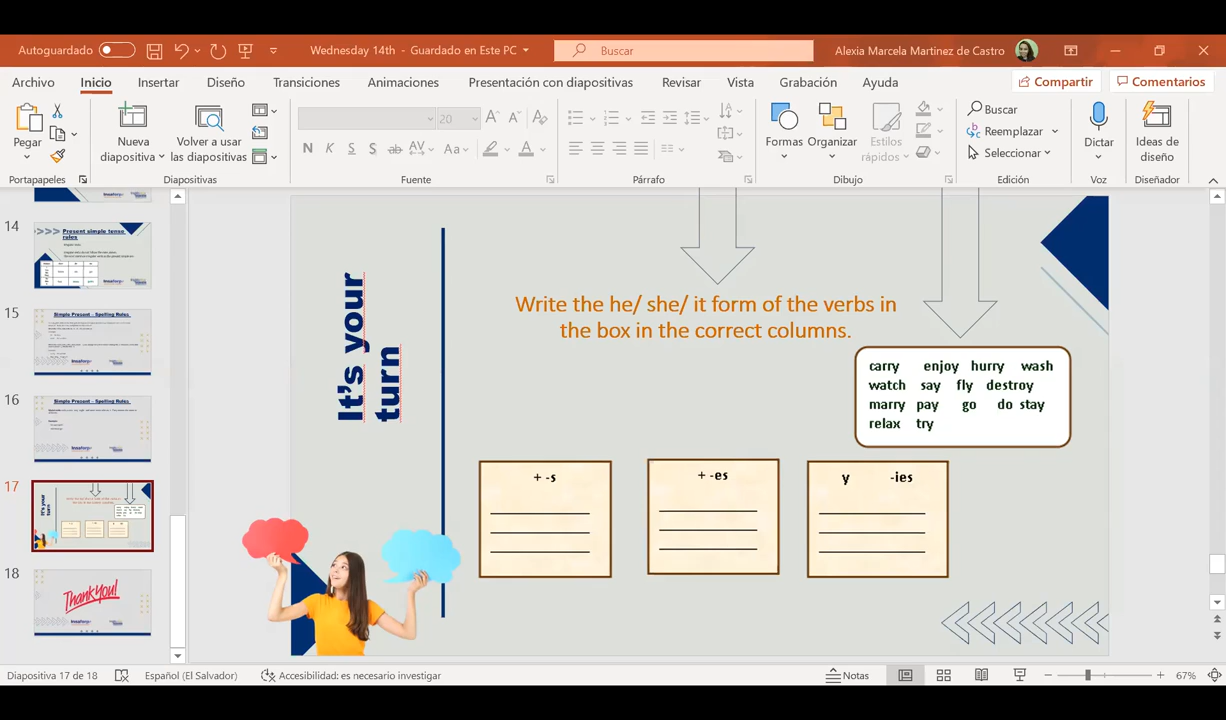 Autoguardado
Wednesday 14th - Guardado en Este PC
Buscar
Alexia Marcela Martinez de Castro
Archivo Inicio Insertar Diseño Transiciones Animaciones Presentación con diapositivas Revisar Vista Grabación Ayuda
Compartir Comentarios
Pegar
Nueva diapositiva
Volver a usar las diapositivas
20
N K S S ab AV Aa A
Formas
Organizar
Estilos rápidos
Buscar
Reemplazar
Seleccionar
Dictar
Ideas de diseño
Portapapeles Diapositivas Fuente Párrafo Dibujo Edición Voz Diseñador
14
Present simple tense rules
15
Simple Present - Spelling Rules
16
Simple Present - Spelling Rules
17
18
Thank You!
It's your
turn
Write the he/ she/ it form of the verbs in
the box in the correct columns.
carry enjoy hurry wash
watch say fly destroy
marry pay go do stay
relax try
+ -s
+ -es
y -ies
Diapositiva 17 de 18 Español (El Salvador) Accesibilidad: es necesario investigar Notas 67%